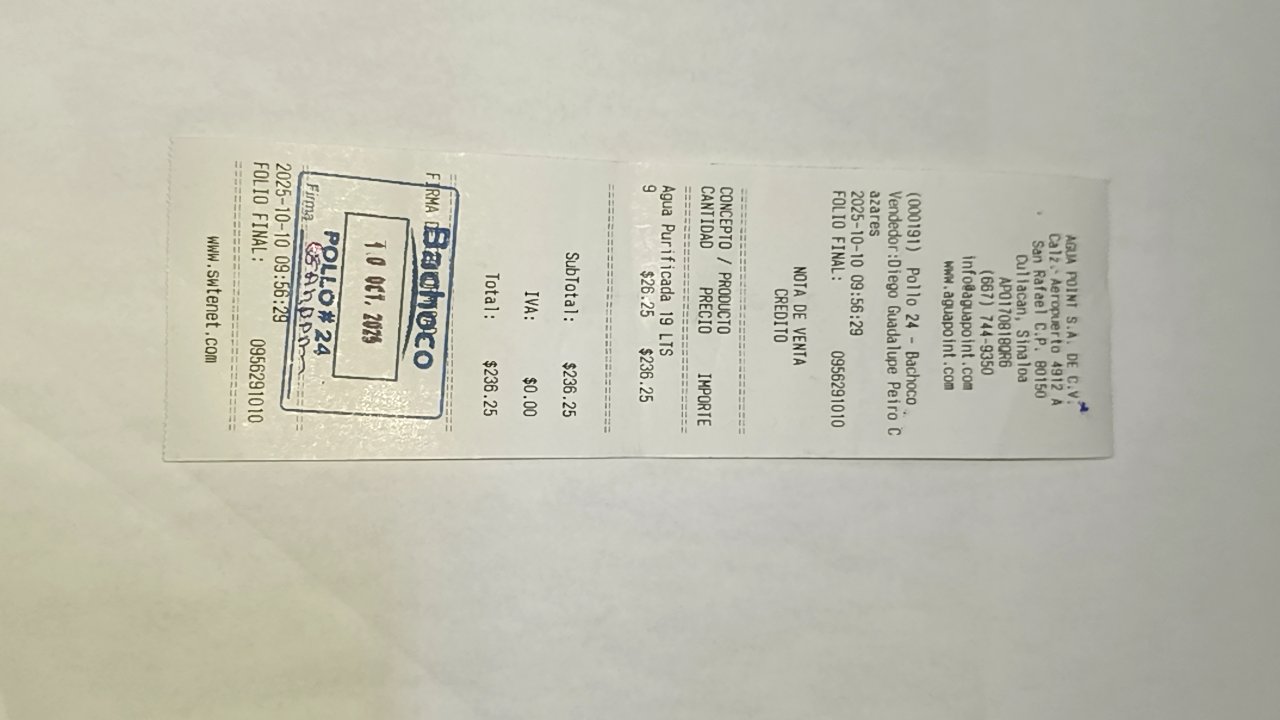 AGUA POINT S.A. DE C.V.
Calz. Aeropuerto 4912 A
San Rafael C.P. 80150
Culiacan, Sinaloa
APO170818QR6
(667) 744-9350
info@aguapoint.com
www.aguapoint.com
(000191) Pollo 24 - Bachoco
Vendedor:Diego Guadalupe Peiro C
azares
2025-10-10 09:56:29
FOLIO FINAL: 0956291010
NOTA DE VENTA
CREDITO
CONCEPTO / PRODUCTO
CANTIDAD PRECIO IMPORTE
Agua Purificada 19 LTS
9 $26.25 $236.25
SubTotal: $236.25
IVA: $0.00
Total: $236.25
FIRMA
Bachoco
10 OCT. 2025
POLLO # 24
Firma
2025-10-10 09:56:29
FOLIO FINAL: 0956291010
www.swtenet.com